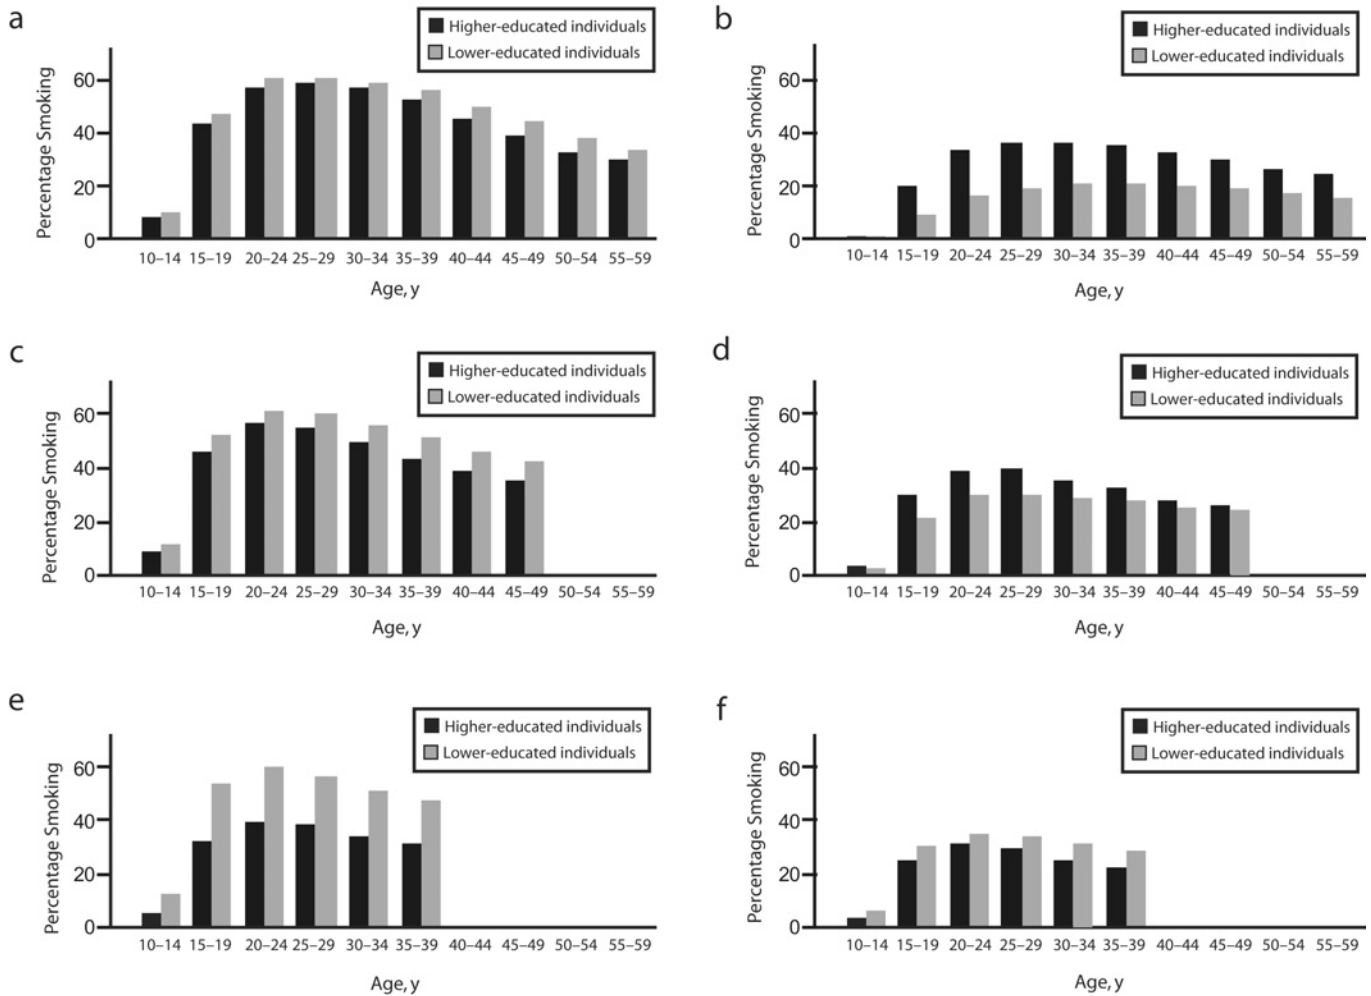 a
Higher-educated individuals
Lower-educated individuals
Percentage Smoking
60
40
20
0
10–14 15–19 20–24 25–29 30–34 35–39 40–44 45–49 50–54 55–59
Age, y
b
Higher-educated individuals
Lower-educated individuals
Percentage Smoking
60
40
20
0
10–14 15–19 20–24 25–29 30–34 35–39 40–44 45–49 50–54 55–59
Age, y
c
Higher-educated individuals
Lower-educated individuals
Percentage Smoking
60
40
20
0
10–14 15–19 20–24 25–29 30–34 35–39 40–44 45–49 50–54 55–59
Age, y
d
Higher-educated individuals
Lower-educated individuals
Percentage Smoking
60
40
20
0
10–14 15–19 20–24 25–29 30–34 35–39 40–44 45–49 50–54 55–59
Age, y
e
Higher-educated individuals
Lower-educated individuals
Percentage Smoking
60
40
20
0
10–14 15–19 20–24 25–29 30–34 35–39 40–44 45–49 50–54 55–59
Age, y
f
Higher-educated individuals
Lower-educated individuals
Percentage Smoking
60
40
20
0
10–14 15–19 20–24 25–29 30–34 35–39 40–44 45–49 50–54 55–59
Age, y